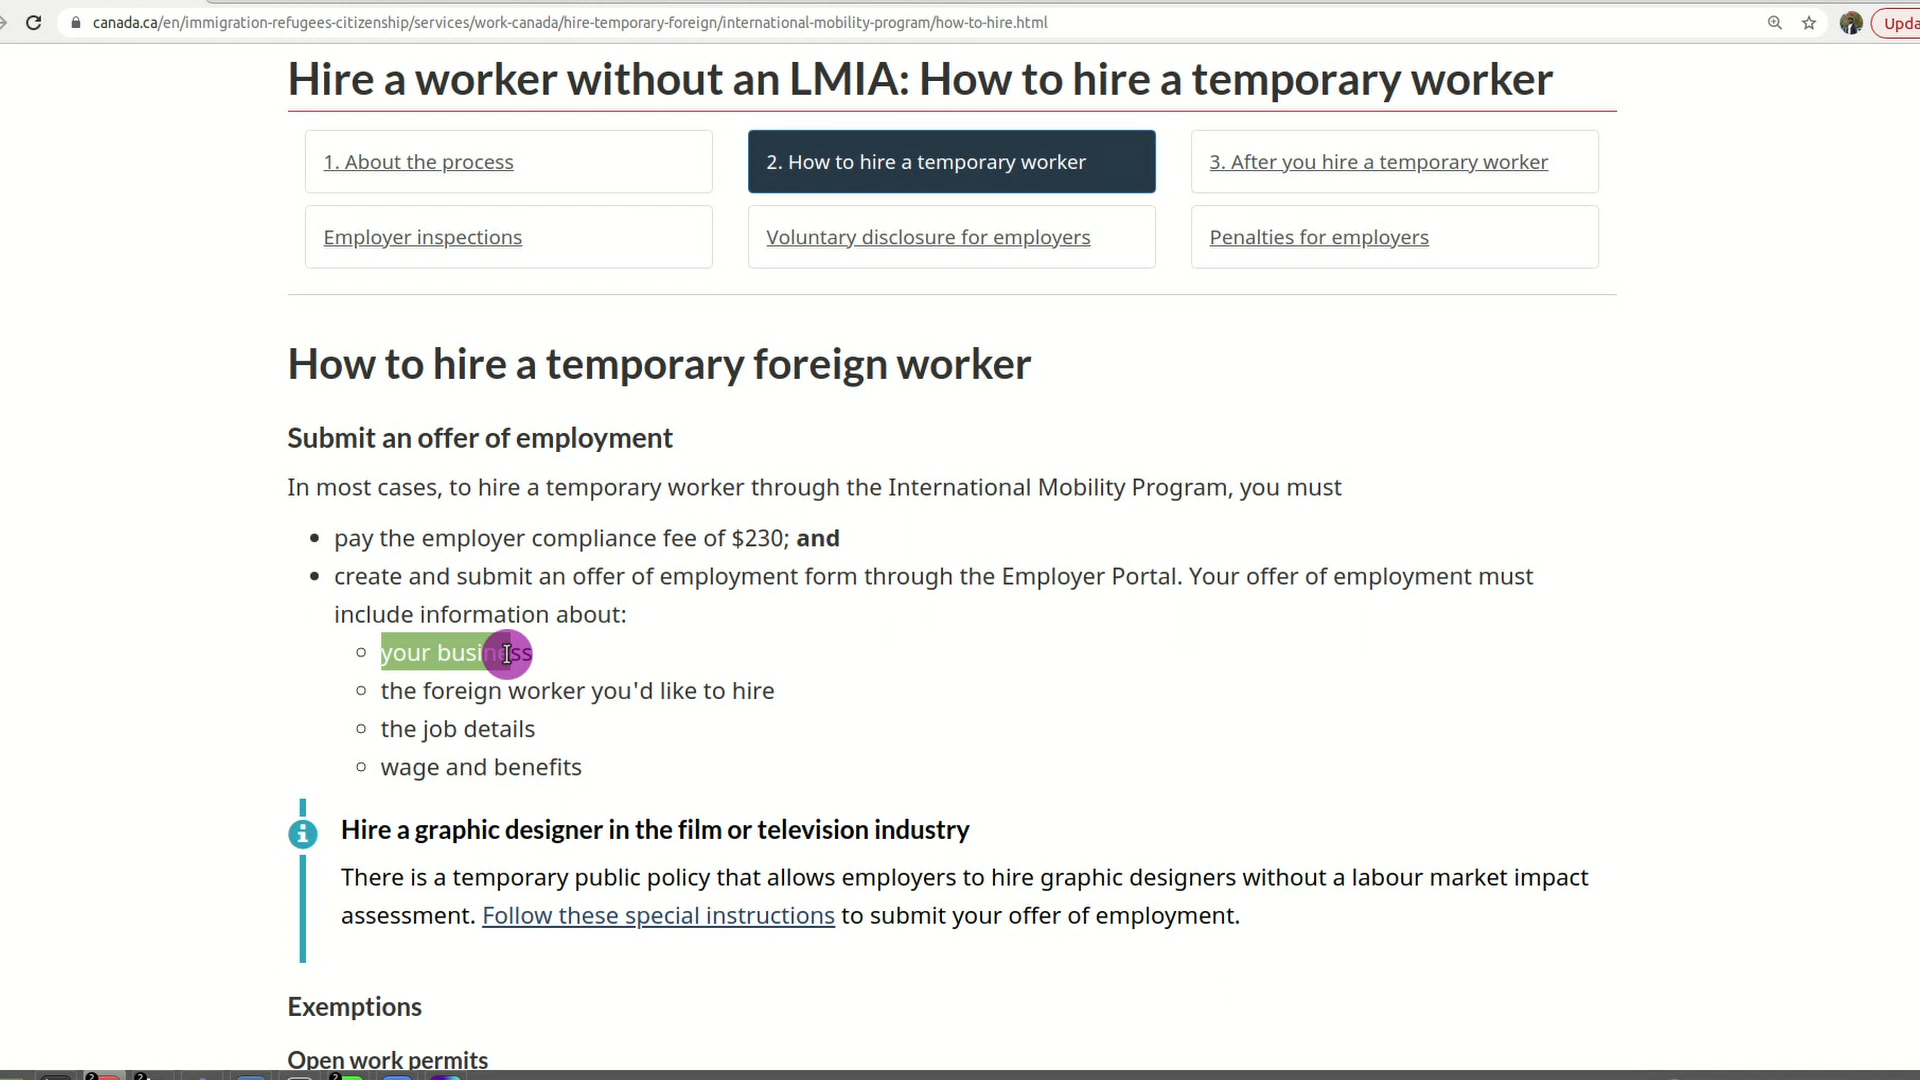 canada.ca/en/immigration-refugees-citizenship/services/work-canada/hire-temporary-foreign/international-mobility-program/how-to-hire.html
Upda
Hire a worker without an LMIA: How to hire a temporary worker
1. About the process
2. How to hire a temporary worker
3. After you hire a temporary worker
Employer inspections
Voluntary disclosure for employers
Penalties for employers
How to hire a temporary foreign worker
Submit an offer of employment
In most cases, to hire a temporary worker through the International Mobility Program, you must
pay the employer compliance fee of $230; and
create and submit an offer of employment form through the Employer Portal. Your offer of employment must
include information about:
your business
the foreign worker you'd like to hire
the job details
wage and benefits
Hire a graphic designer in the film or television industry
There is a temporary public policy that allows employers to hire graphic designers without a labour market impact
assessment. Follow these special instructions to submit your offer of employment.
Exemptions
Open work permits
2
2
2